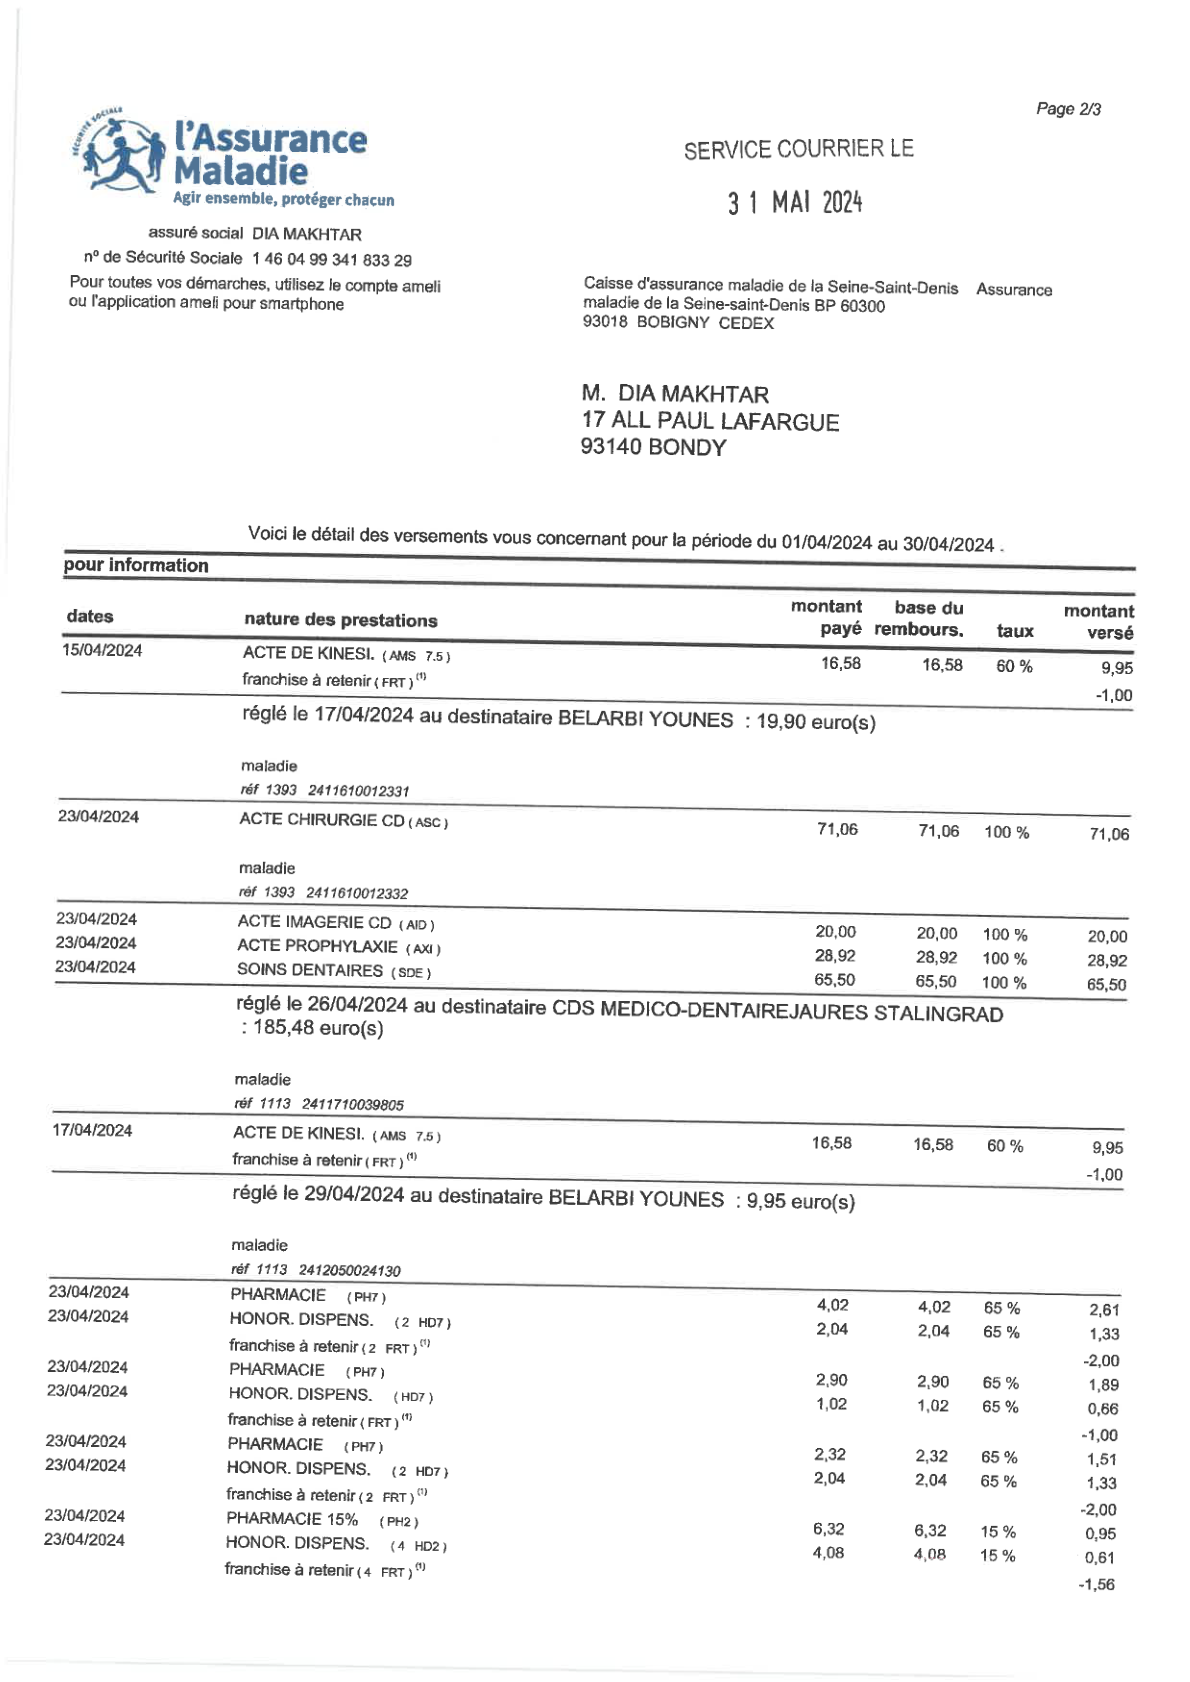 Page 2/3
SÉCURITÉ SOCIALE
l'Assurance
Maladie
Agir ensemble, protéger chacun
SERVICE COURRIER LE
31 MAI 2024
assuré social DIA MAKHTAR
nº de Sécurité Sociale 1 46 04 99 341 833 29
Pour toutes vos démarches, utilisez le compte ameli
ou l'application ameli pour smartphone
Caisse d'assurance maladie de la Seine-Saint-Denis Assurance
maladie de la Seine-saint-Denis BP 60300
93018 BOBIGNY CEDEX
M. DIA MAKHTAR
17 ALL PAUL LAFARGUE
93140 BONDY
Voici le détail des versements vous concernant pour la période du 01/04/2024 au 30/04/2024 .
pour information
dates nature des prestations montant payé base du rembours. taux montant versé
15/04/2024 ACTE DE KINESI. (AMS 7.5) 16,58 16,58 60 % 9,95
franchise à retenir (FRT) (1) -1,00
réglé le 17/04/2024 au destinataire BELARBI YOUNES : 19,90 euro(s)
maladie
réf 1393 2411610012331
23/04/2024 ACTE CHIRURGIE CD (ASC) 71,06 71,06 100 % 71,06
maladie
réf 1393 2411610012332
23/04/2024 ACTE IMAGERIE CD (AID) 20,00 20,00 100 % 20,00
23/04/2024 ACTE PROPHYLAXIE (AXI) 28,92 28,92 100 % 28,92
23/04/2024 SOINS DENTAIRES (SDE) 65,50 65,50 100 % 65,50
réglé le 26/04/2024 au destinataire CDS MEDICO-DENTAIREJAURES STALINGRAD
: 185,48 euro(s)
maladie
réf 1113 2411710039805
17/04/2024 ACTE DE KINESI. (AMS 7.5) 16,58 16,58 60 % 9,95
franchise à retenir (FRT) (1) -1,00
réglé le 29/04/2024 au destinataire BELARBI YOUNES : 9,95 euro(s)
maladie
réf 1113 2412050024130
23/04/2024 PHARMACIE (PH7) 4,02 4,02 65 % 2,61
23/04/2024 HONOR. DISPENS. (2 HD7) 2,04 2,04 65 % 1,33
franchise à retenir (2 FRT) (1) -2,00
23/04/2024 PHARMACIE (PH7) 2,90 2,90 65 % 1,89
23/04/2024 HONOR. DISPENS. (HD7) 1,02 1,02 65 % 0,66
franchise à retenir (FRT) (1) -1,00
23/04/2024 PHARMACIE (PH7) 2,32 2,32 65 % 1,51
23/04/2024 HONOR. DISPENS. (2 HD7) 2,04 2,04 65 % 1,33
franchise à retenir (2 FRT) (1) -2,00
23/04/2024 PHARMACIE 15% (PH2) 6,32 6,32 15 % 0,95
23/04/2024 HONOR. DISPENS. (4 HD2) 4,08 4,08 15 % 0,61
franchise à retenir (4 FRT) (1) -1,56